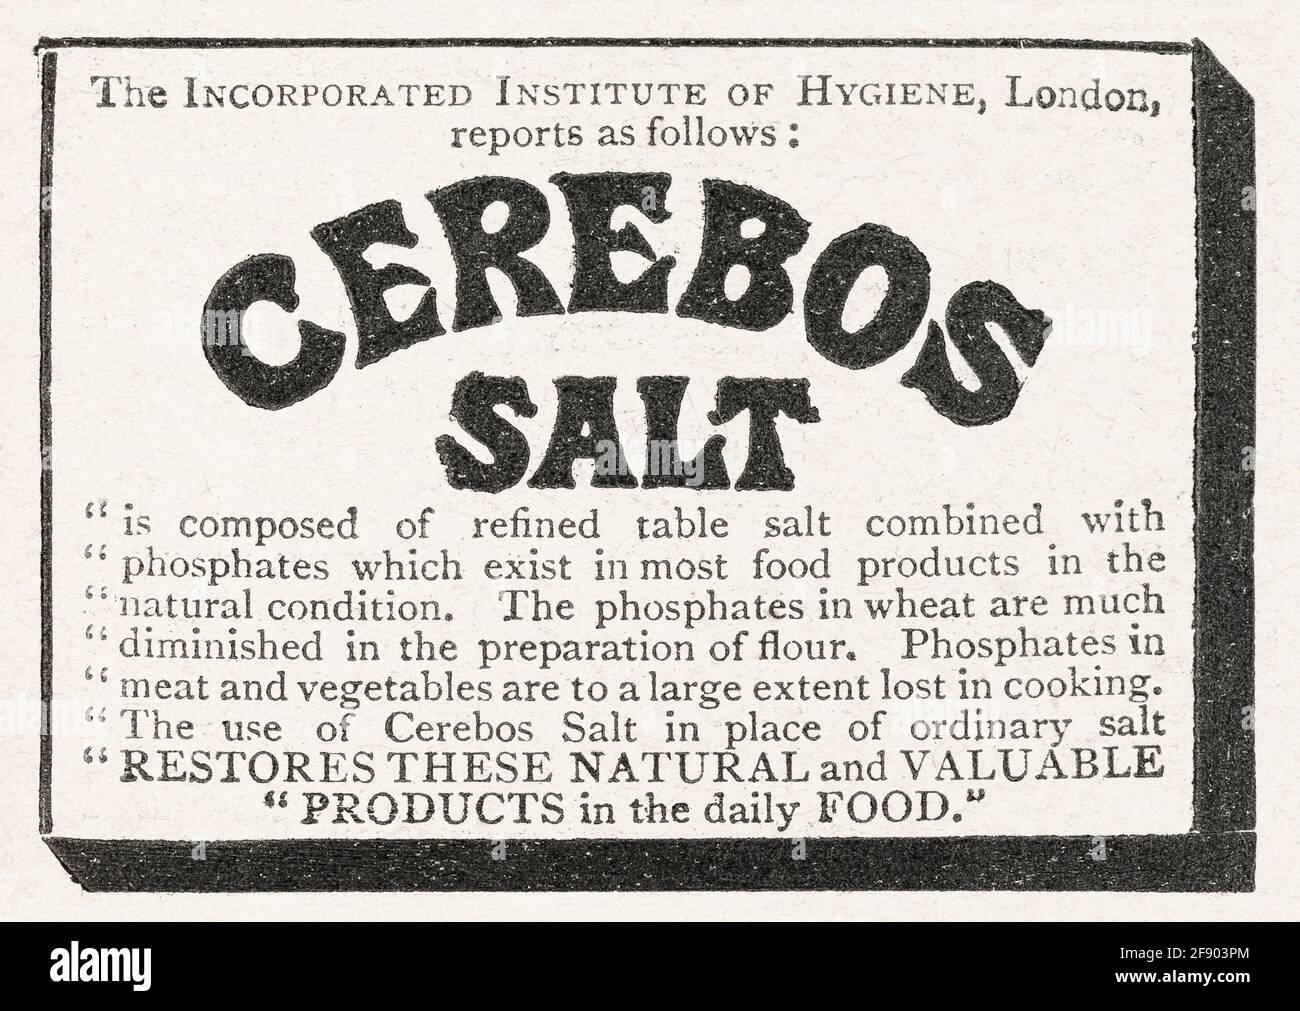 The INCORPORATED INSTITUTE OF HYGIENE, London,
reports as follows:
CEREBOS
SALT
“ is composed of refined table salt combined with
“ phosphates which exist in most food products in the
“ natural condition. The phosphates in wheat are much
“ diminished in the preparation of flour. Phosphates in
“ meat and vegetables are to a large extent lost in cooking.
“ The use of Cerebos Salt in place of ordinary salt
“ RESTORES THESE NATURAL and VALUABLE
“ PRODUCTS in the daily FOOD.”
alamy
Image ID: 2F9O3PM
www.alamy.com